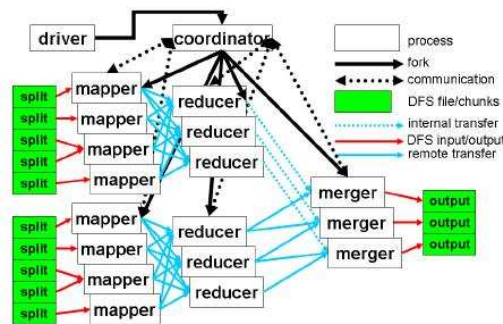 driver
coordinator
process
fork
communication
DFS file/chunks
internal transfer
DFS input/output
remote transfer
split
split
split
split
split
mapper
mapper
mapper
mapper
reducer
reducer
reducer
split
split
split
split
split
mapper
mapper
mapper
mapper
reducer
reducer
reducer
merger
merger
merger
output
output
output